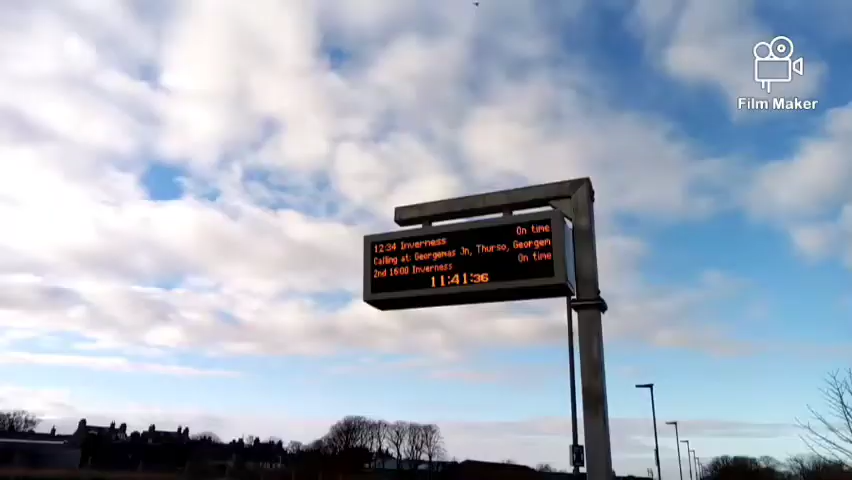 Film Maker
12:34 Inverness On time
Calling at: Georgemas Jn, Thurso, Georgem
2nd 16:00 Inverness On time
11:41:36